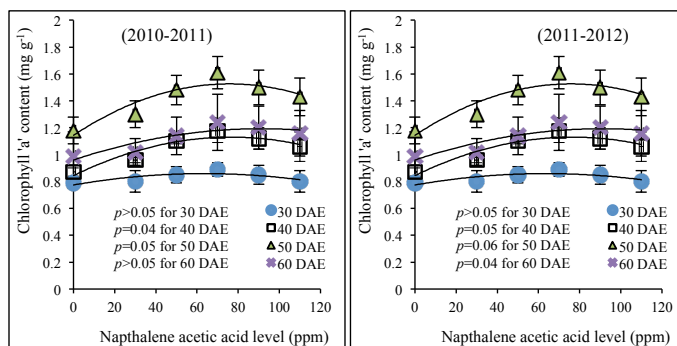 (2010-2011)
Chlorophyll 'a' content (mg g-1)
2
1.8
1.6
1.4
1.2
1
0.8
0.6
0.4
0.2
0
p>0.05 for 30 DAE
p=0.04 for 40 DAE
p=0.05 for 50 DAE
p>0.05 for 60 DAE
30 DAE
40 DAE
50 DAE
60 DAE
0 20 40 60 80 100 120
Napthalene acetic acid level (ppm)
(2011-2012)
Chlorophyll 'a' content (mg g-1)
2
1.8
1.6
1.4
1.2
1
0.8
0.6
0.4
0.2
0
p>0.05 for 30 DAE
p=0.05 for 40 DAE
p=0.06 for 50 DAE
p=0.04 for 60 DAE
30 DAE
40 DAE
50 DAE
60 DAE
0 20 40 60 80 100 120
Napthalene acetic acid level (ppm)